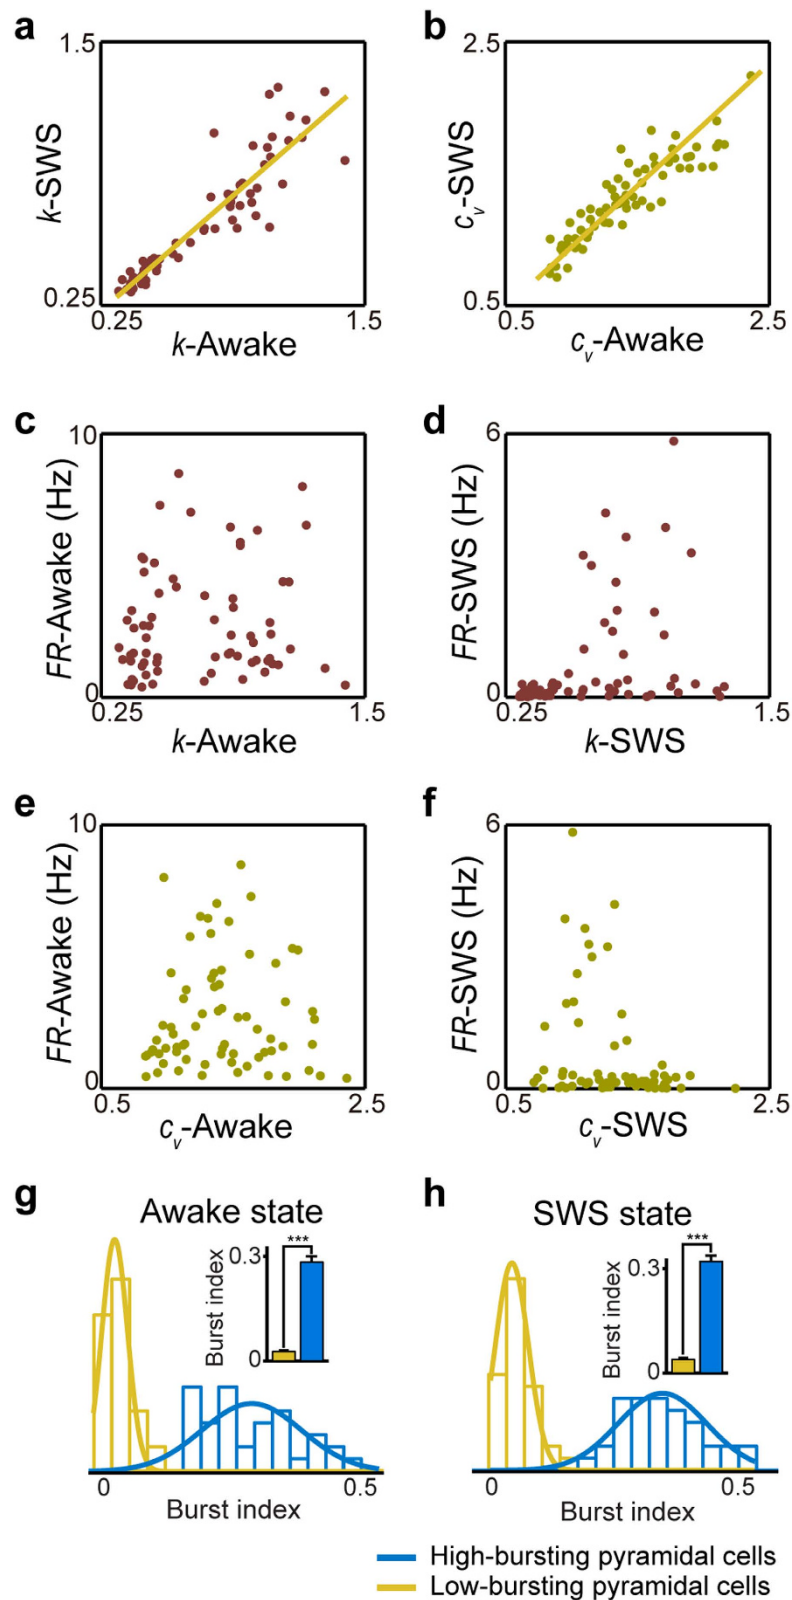 a
1.5
k-SWS
0.25
0.25
1.5
k-Awake
b
2.5
cv-SWS
0.5
0.5
2.5
cv-Awake
c
10
FR-Awake (Hz)
0
0.25
1.5
k-Awake
d
6
FR-SWS (Hz)
0
0.25
1.5
k-SWS
e
10
FR-Awake (Hz)
0
0.5
2.5
cv-Awake
f
6
FR-SWS (Hz)
0
0.5
2.5
cv-SWS
g
Awake state
***
0.3
Burst index
0
0
0.5
Burst index
h
SWS state
***
0.3
Burst index
0
0
0.5
Burst index
High-bursting pyramidal cells
Low-bursting pyramidal cells